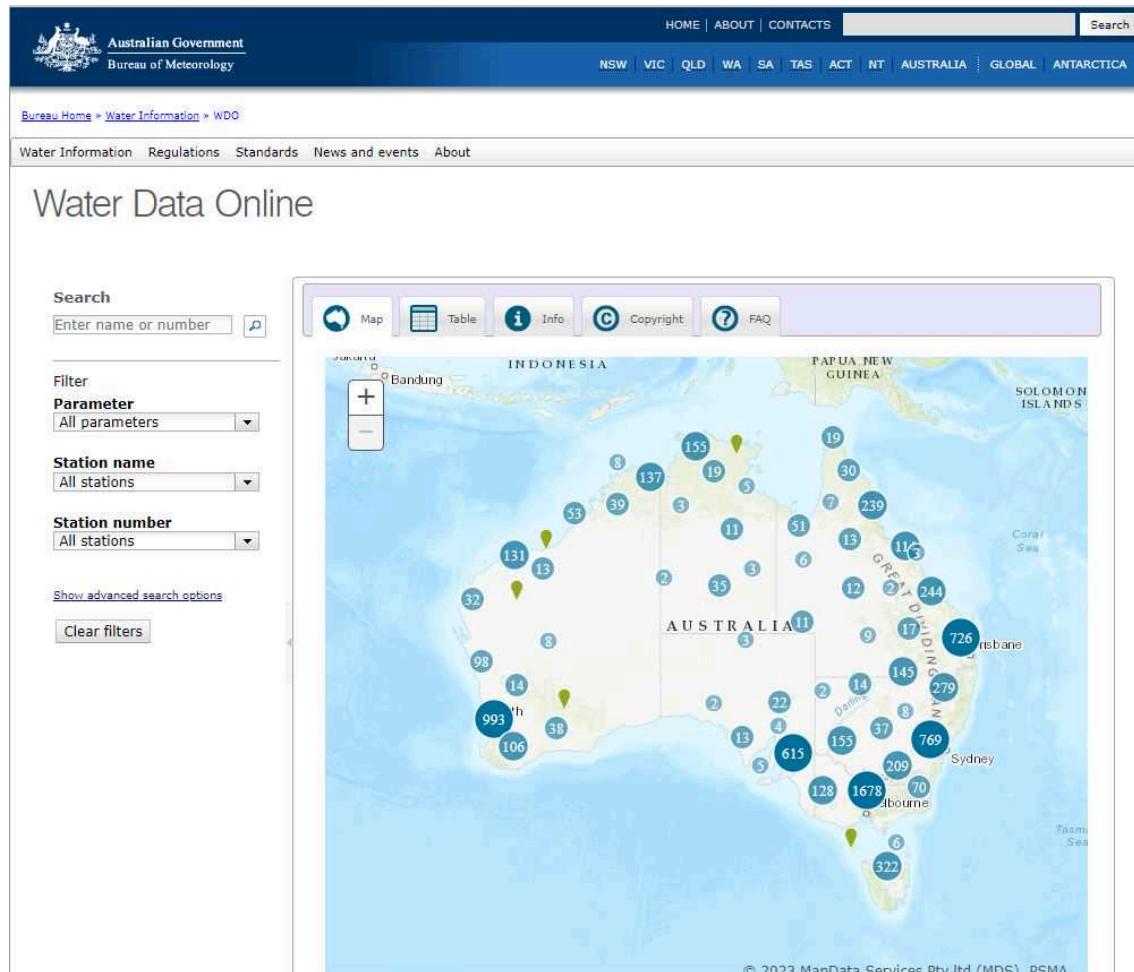 HOME | ABOUT | CONTACTS
Search
Australian Government
Bureau of Meteorology
NSW VIC QLD WA SA TAS ACT NT AUSTRALIA GLOBAL ANTARCTICA
Bureau Home » Water Information » WDO
Water Information Regulations Standards News and events About
Water Data Online
Search
Enter name or number
Filter
Parameter
All parameters
Station name
All stations
Station number
All stations
Show advanced search options
Clear filters
Map Table Info Copyright FAQ
INDONESIA
PAPUA NEW
GUINEA
Bandung
SOLOMON
ISLANDS
+
−
19
155
8
19
30
137
5
39
3
7
239
53
11
51
13
114
3
131
13
3
6
2
35
12
2
244
32
Coral
Sea
GREAT DIVIDING
AUSTRALIA
11
3
9
17
726
8
98
145
14
2
14
279
22
2
8
Darling
993
38
4
37
13
155
769
106
615
5
209
Sydney
128
1678
70
6
322
© 2023 MapData Services Pty ltd (MDS), PSMA